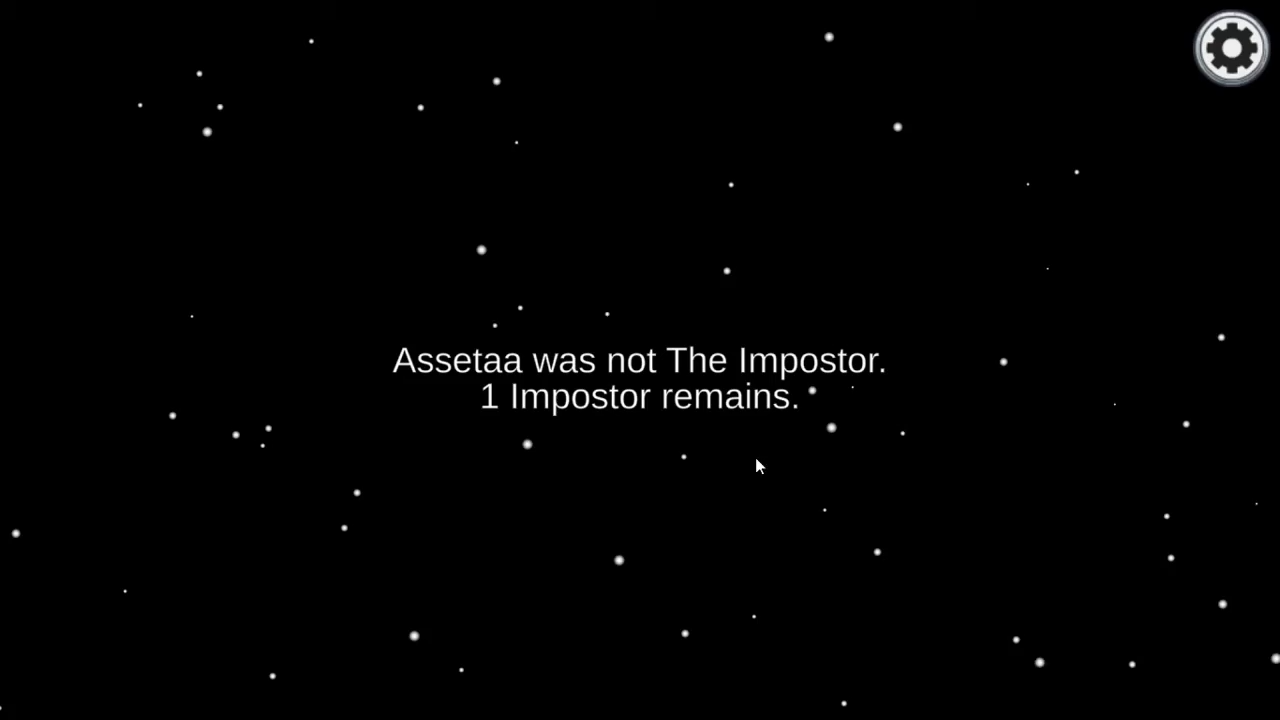 Assetaa was not The Impostor.
1 Impostor remains.